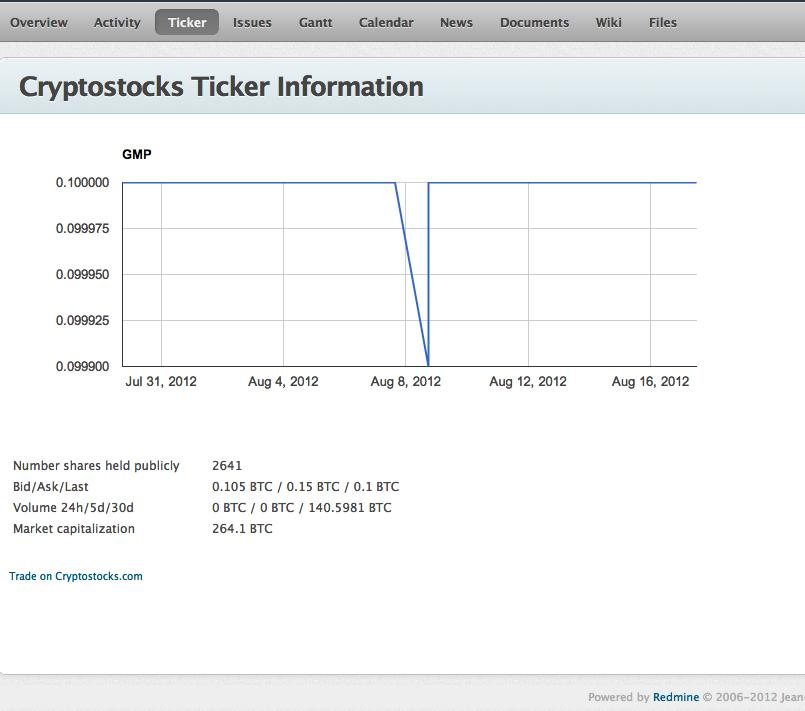 Overview Activity Ticker Issues Gantt Calendar News Documents Wiki Files
Cryptostocks Ticker Information
GMP
0.100000
0.099975
0.099950
0.099925
0.099900
Jul 31, 2012 Aug 4, 2012 Aug 8, 2012 Aug 12, 2012 Aug 16, 2012
Number shares held publicly 2641
Bid/Ask/Last 0.105 BTC / 0.15 BTC / 0.1 BTC
Volume 24h/5d/30d 0 BTC / 0 BTC / 140.5981 BTC
Market capitalization 264.1 BTC
Trade on Cryptostocks.com
Powered by Redmine © 2006-2012 Jean-